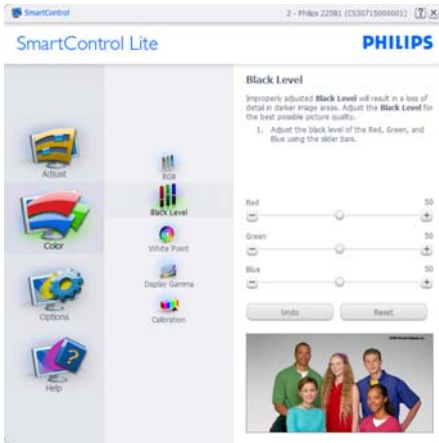 SmartControl
2 - Philips 225B1 (CS30715000001)
SmartControl Lite
PHILIPS
Adjust
Color
Options
Help
RGB
Black Level
White Point
Display Gamma
Calibration
Black Level
Improperly adjusted Black Level will result in a loss of
detail in darker image areas. Adjust the Black Level for
the best possible picture quality.
1. Adjust the black level of the Red, Green, and
Blue using the slider bars.
Red 50
Green 50
Blue 50
Undo Reset